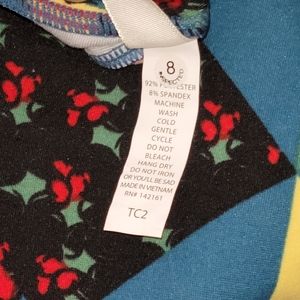 8
INSPECTED
92% POLYESTER
8% SPANDEX
MACHINE
WASH
COLD
GENTLE
CYCLE
DO NOT
BLEACH
HANG DRY
DO NOT IRON
OR YOU'LL BE SAD
MADE IN VIETNAM
RN# 142161
TC2